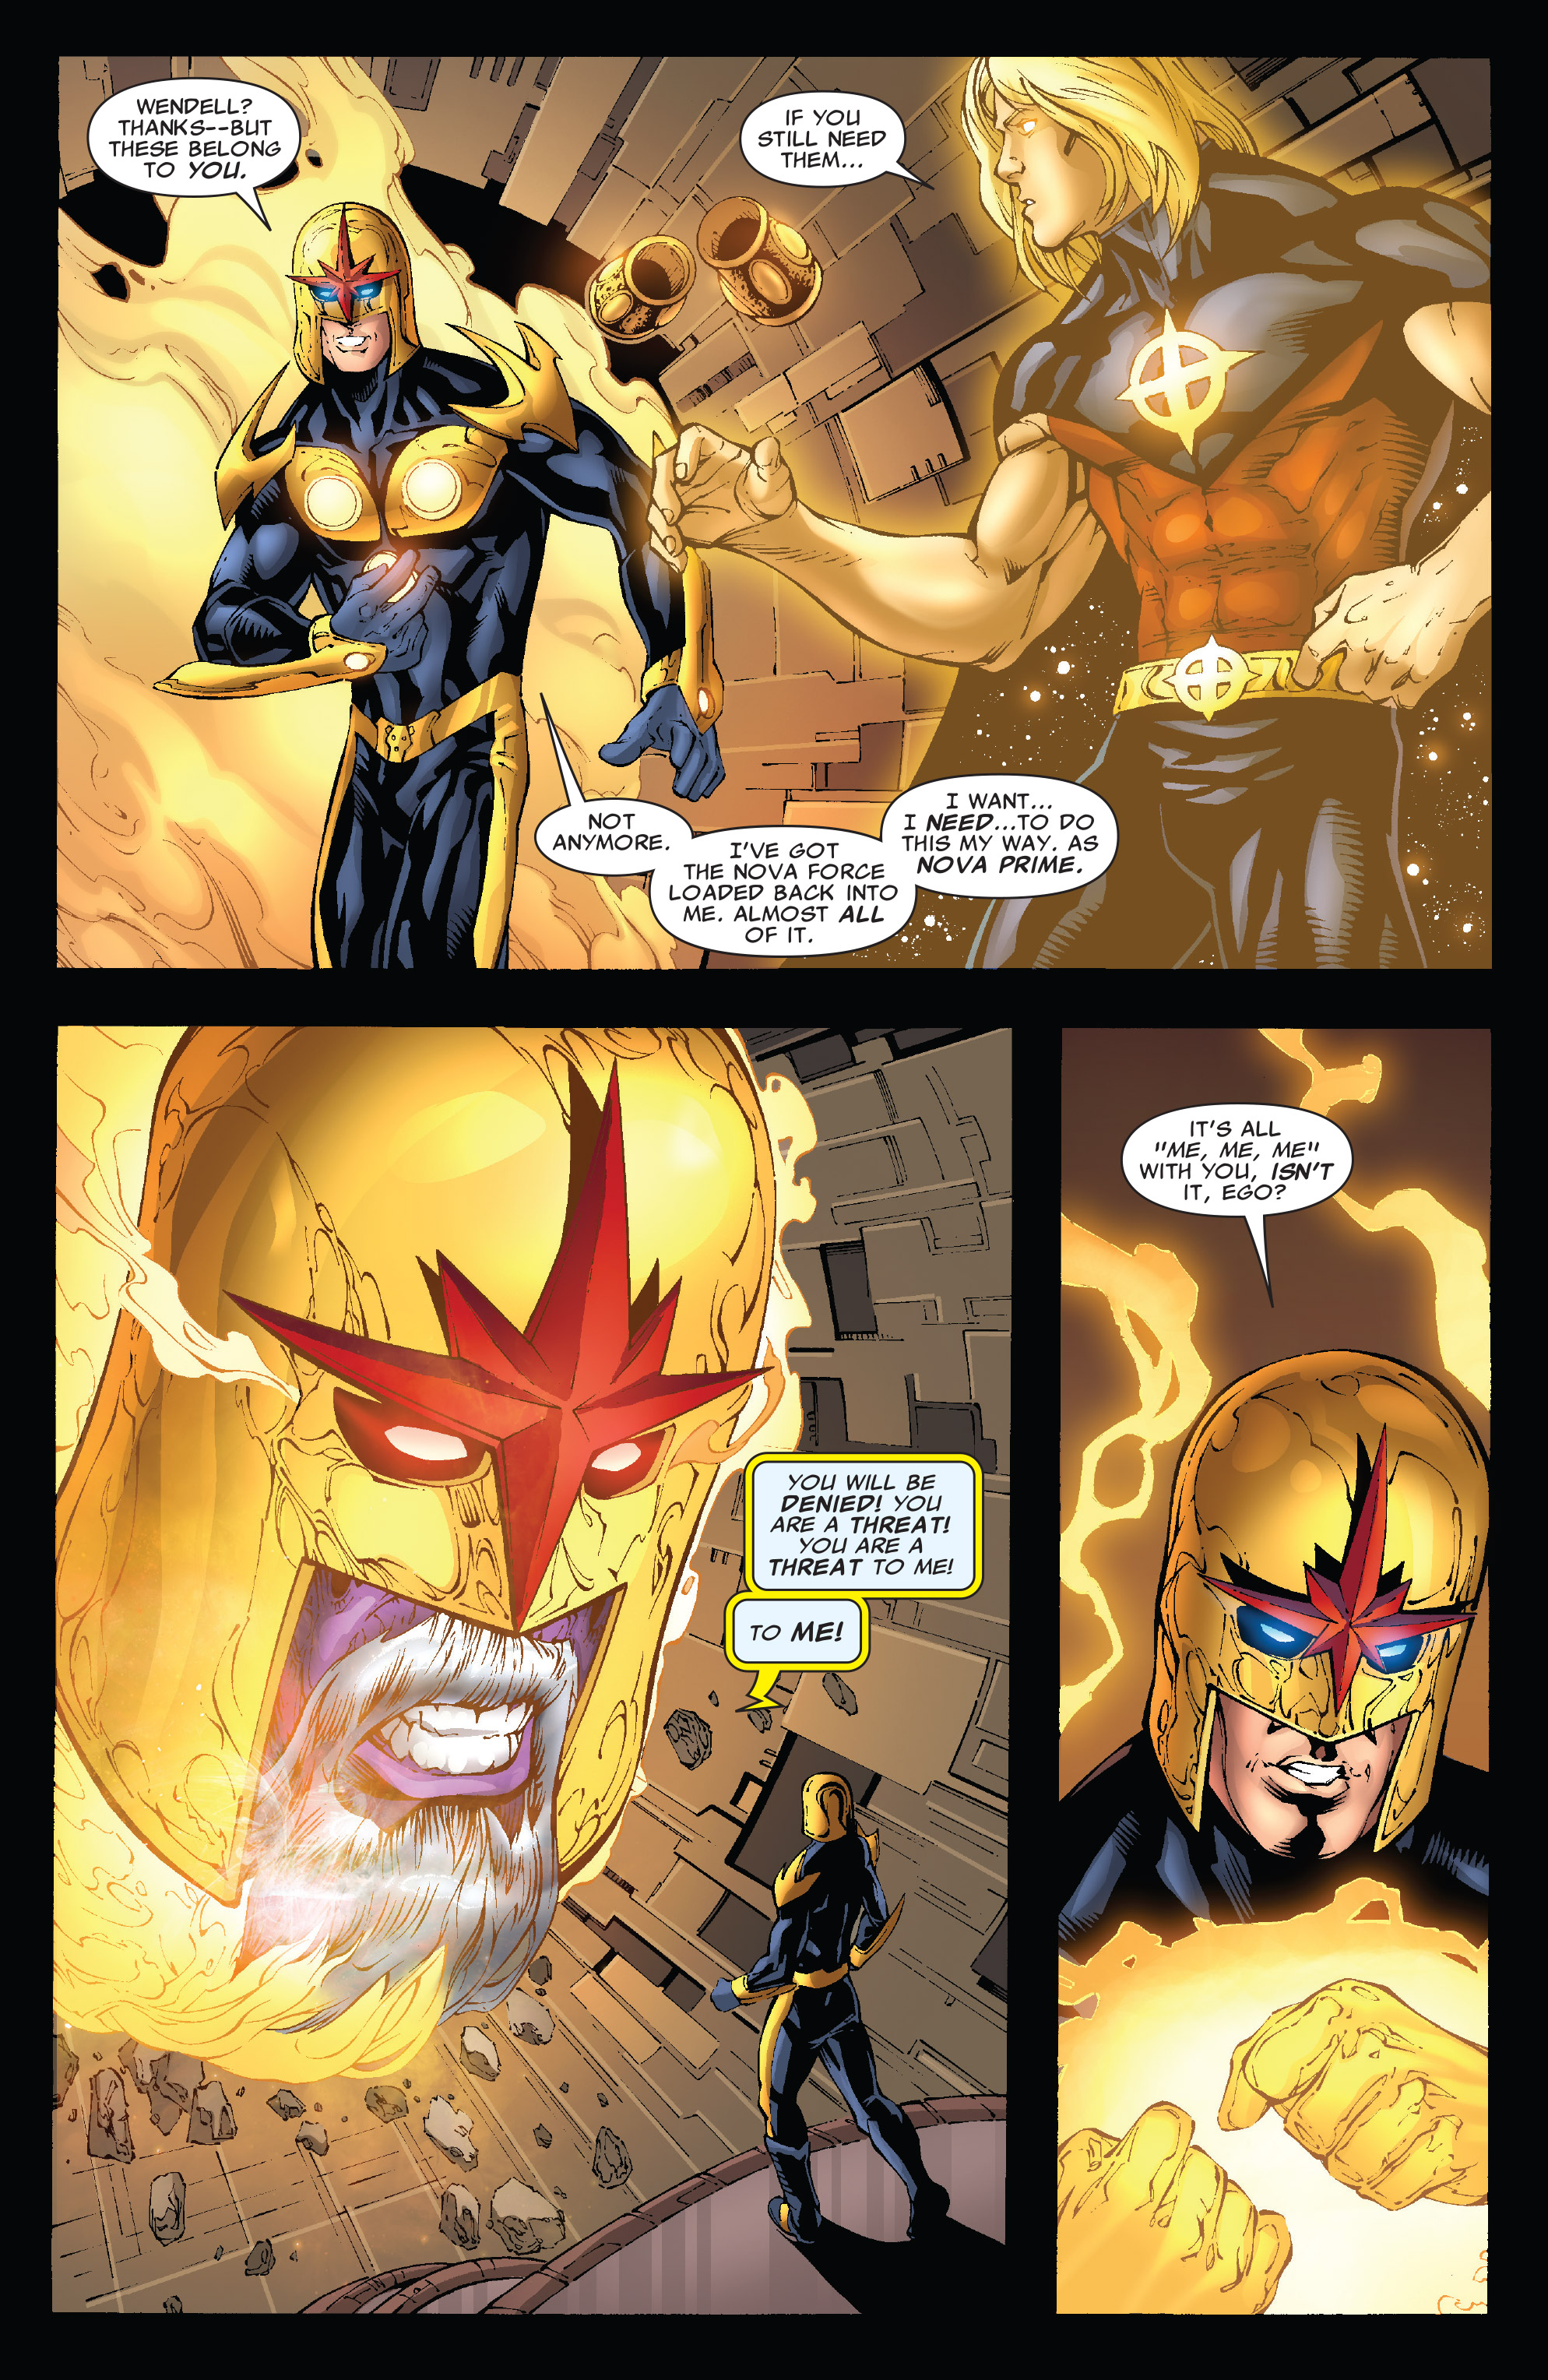 WENDELL?
THANKS--BUT
THESE BELONG
TO YOU.
IF YOU
STILL NEED
THEM...
NOT
ANYMORE.
I'VE GOT
THE NOVA FORCE
LOADED BACK INTO
ME. ALMOST ALL
OF IT.
I WANT...
I NEED...TO DO
THIS MY WAY. AS
NOVA PRIME.
YOU WILL BE
DENIED! YOU
ARE A THREAT!
YOU ARE A
THREAT TO ME!
TO ME!
IT'S ALL
"ME, ME, ME"
WITH YOU, ISN'T
IT, EGO?